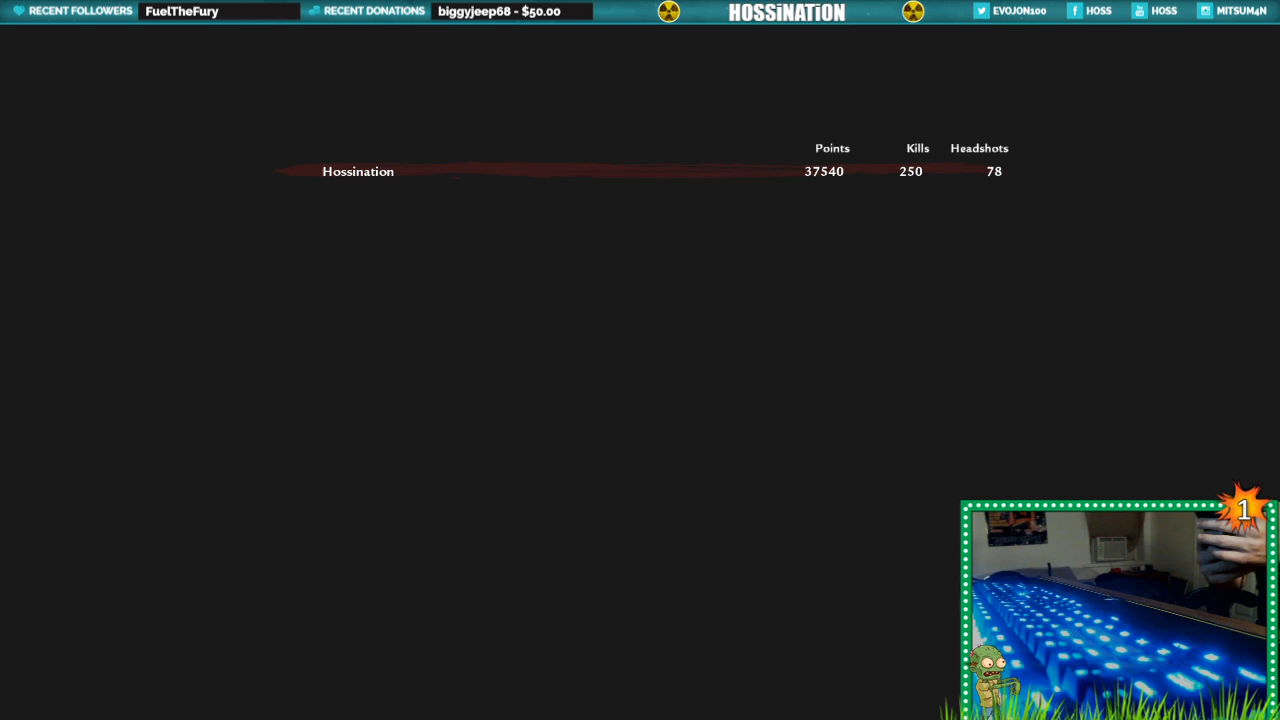 RECENT FOLLOWERS FuelTheFury RECENT DONATIONS biggyjeep68 - $50.00 HOSSiNATiON EVOJON100 HOSS HOSS MITSUM4N
Points Kills Headshots
Hossination 37540 250 78
1